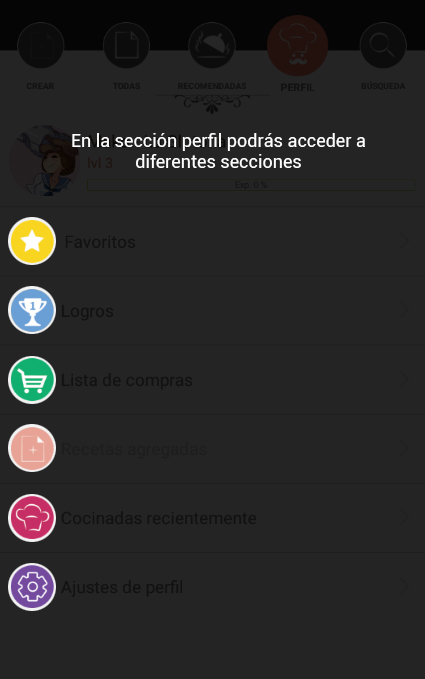 CREAR
TODAS
RECOMENDADAS
PERFIL
BÚSQUEDA
En la sección perfil podrás acceder a
diferentes secciones
lvl 3
Exp. 0 %
Favoritos
1
Logros
Lista de compras
Recetas agregadas
Cocinadas recientemente
Ajustes de perfil